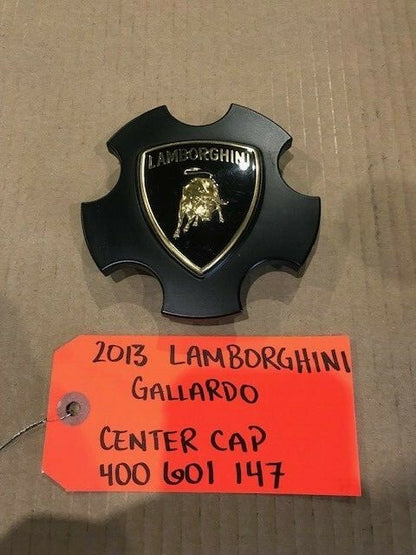 LAMBORGHINI
2013 LAMBORGHINI
GALLARDO
CENTER CAP
400 601 147